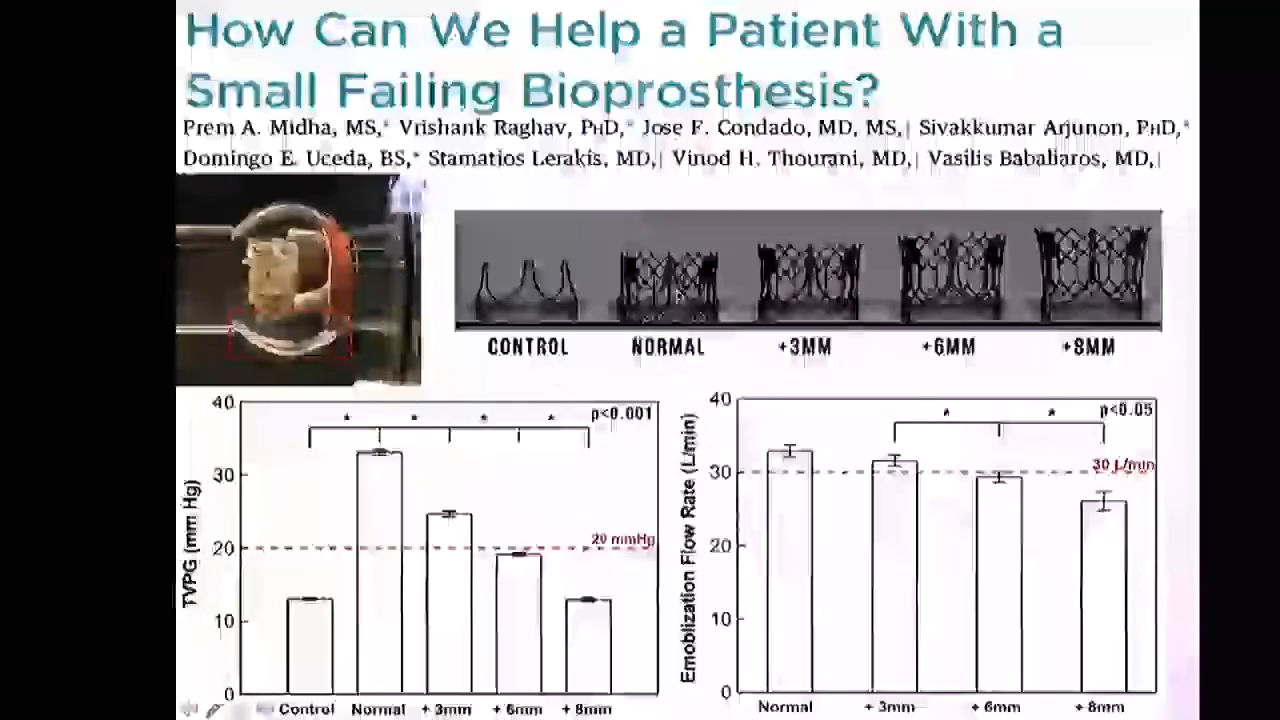 How Can We Help a Patient With a
Small Failing Bioprosthesis?
Prem A. Midha, MS,* Vrishank Raghav, PhD,* Jose F. Condado, MD, MS,† Sivakkumar Arjunon, PhD,*
Domingo E. Uceda, BS,* Stamatios Lerakis, MD,† Vinod H. Thourani, MD,† Vasilis Babaliaros, MD,†
CONTROL NORMAL +3MM +6MM +8MM
TVPG (mm Hg)
40
30
20
10
0
* * * *
p<0.001
20 mmHg
Control Normal + 3mm + 6mm + 8mm
Emoblization Flow Rate (L/min)
40
30
20
10
0
* *
p<0.05
30 L/min
Normal + 3mm + 6mm + 8mm